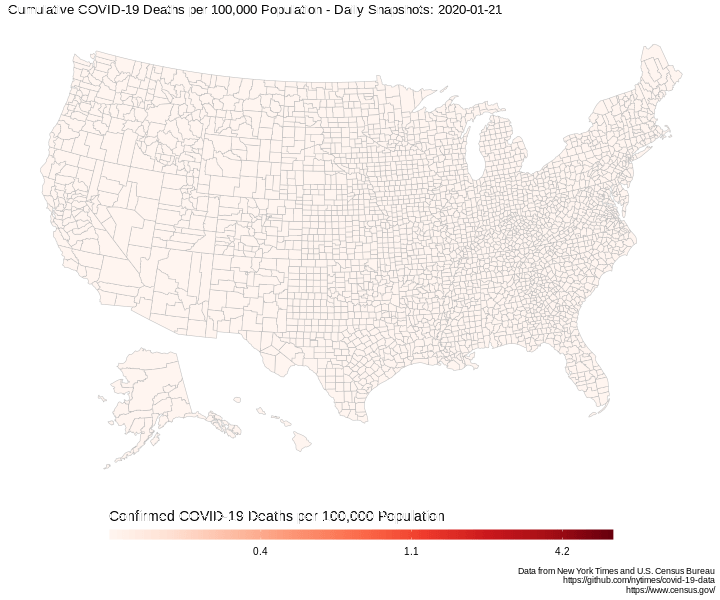 Cumulative COVID-19 Deaths per 100,000 Population - Daily Snapshots: 2020-01-21
Confirmed COVID-19 Deaths per 100,000 Population
0.4 1.1 4.2
Data from New York Times and U.S. Census Bureau
https://github.com/nytimes/covid-19-data
https://www.census.gov/